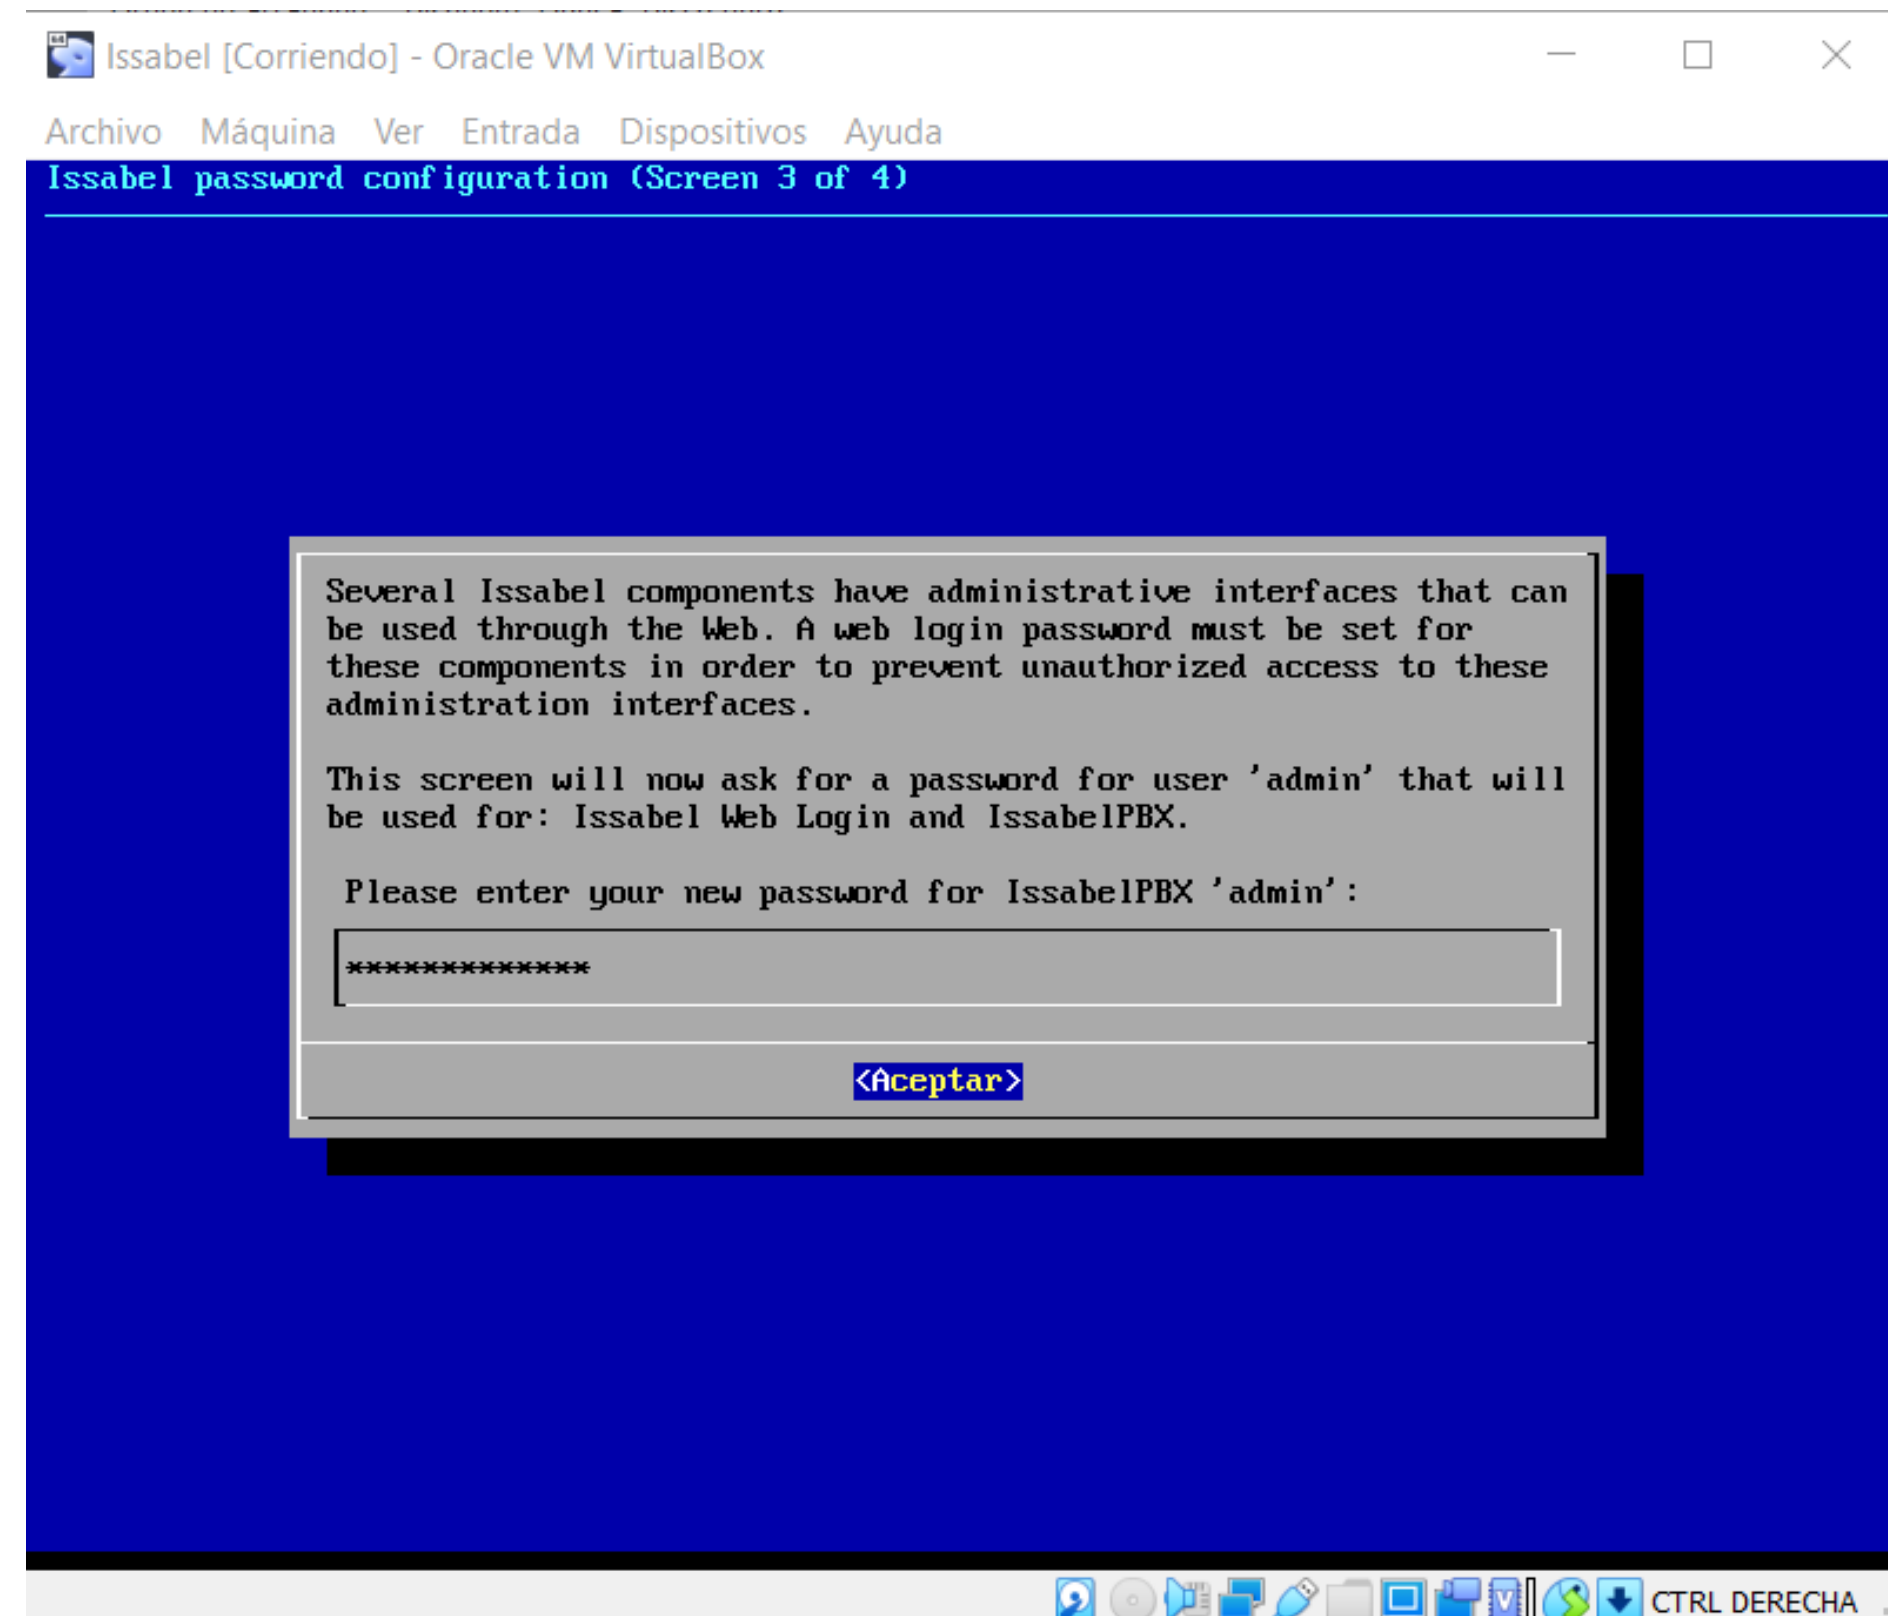 Issabel [Corriendo] - Oracle VM VirtualBox
Archivo Máquina Ver Entrada Dispositivos Ayuda
Issabel password configuration (Screen 3 of 4)
Several Issabel components have administrative interfaces that can
be used through the Web. A web login password must be set for
these components in order to prevent unauthorized access to these
administration interfaces.
This screen will now ask for a password for user 'admin' that will
be used for: Issabel Web Login and IssabelPBX.
Please enter your new password for IssabelPBX 'admin':
*************
<Aceptar>
CTRL DERECHA